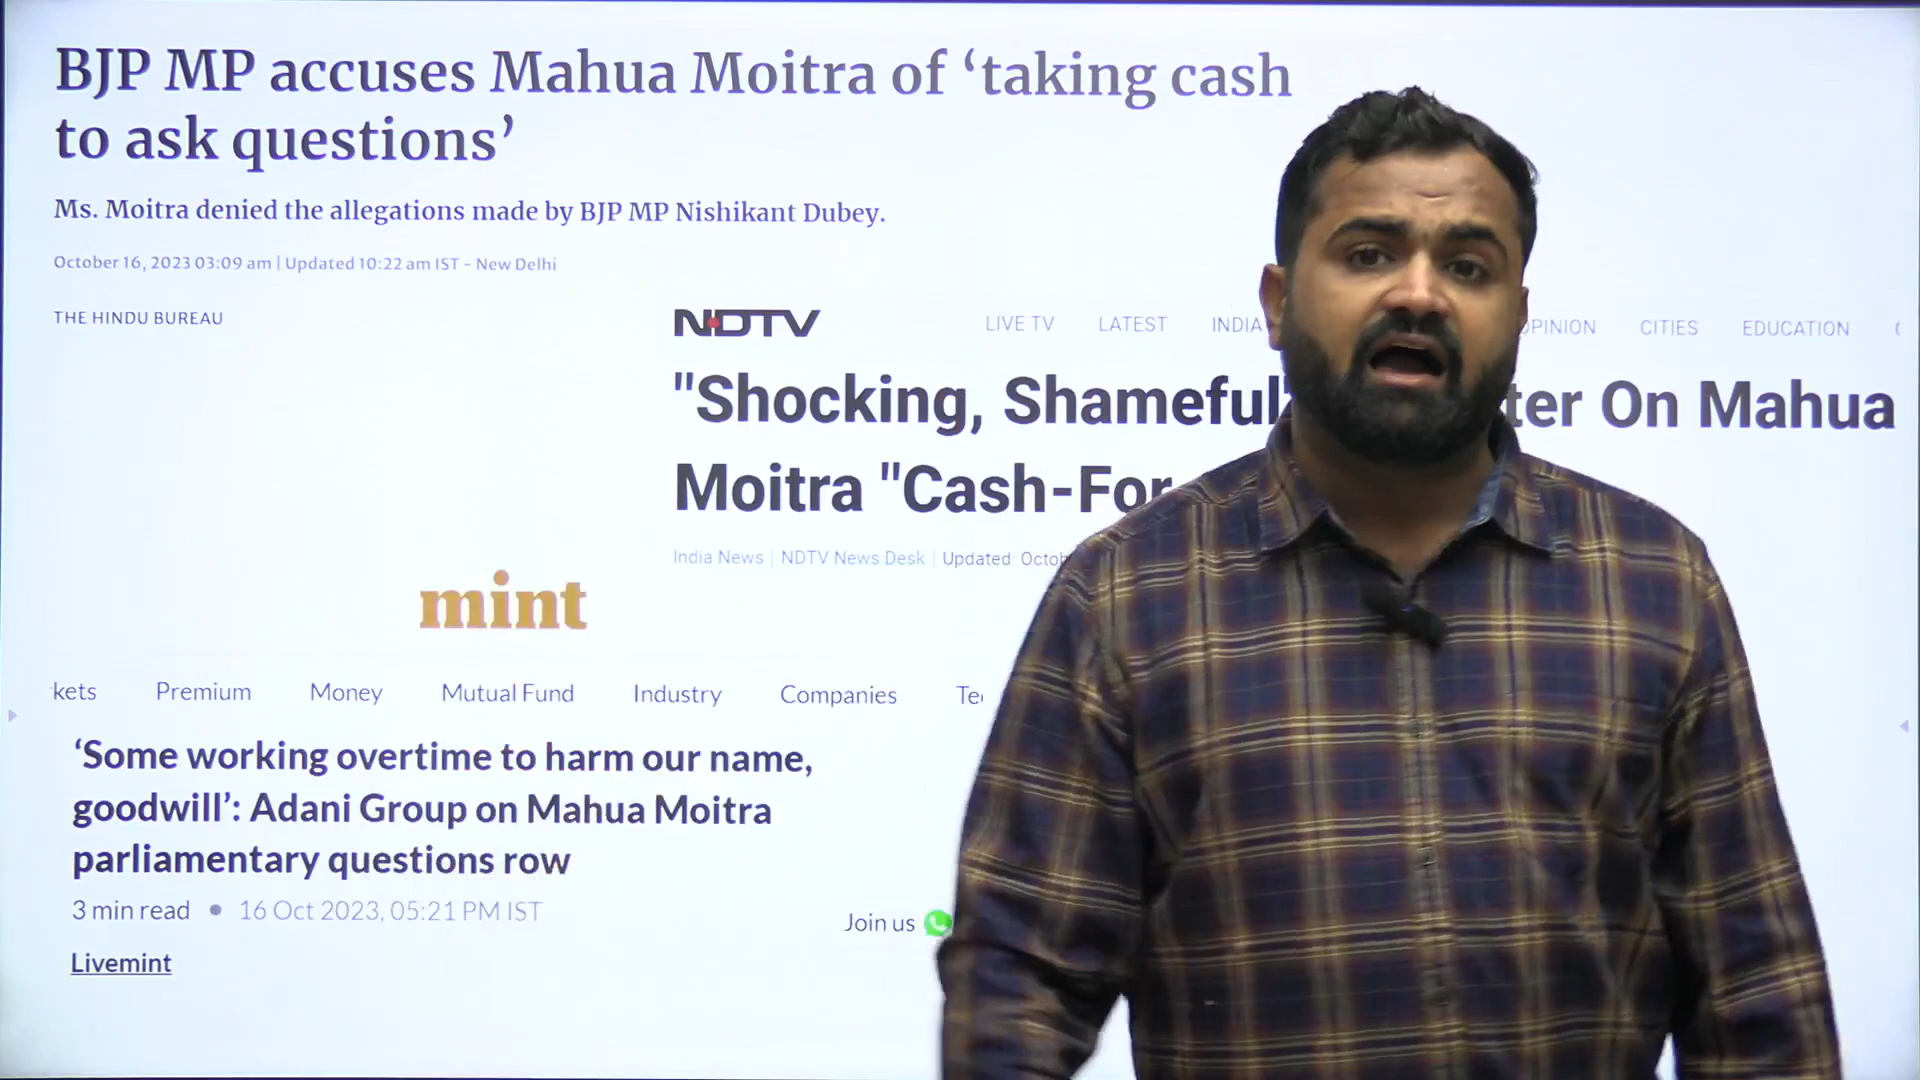 BJP MP accuses Mahua Moitra of ‘taking cash
to ask questions’
Ms. Moitra denied the allegations made by BJP MP Nishikant Dubey.
October 16, 2023 03:09 am | Updated 10:22 am IST - New Delhi
THE HINDU BUREAU
NDTV
LIVE TV LATEST INDIA OPINION CITIES EDUCATION
"Shocking, Shameful ter On Mahua
Moitra "Cash-For
India News | NDTV News Desk | Updated: Octob
mint
kets Premium Money Mutual Fund Industry Companies Te
‘Some working overtime to harm our name,
goodwill’: Adani Group on Mahua Moitra
parliamentary questions row
3 min read • 16 Oct 2023, 05:21 PM IST
Join us
Livemint